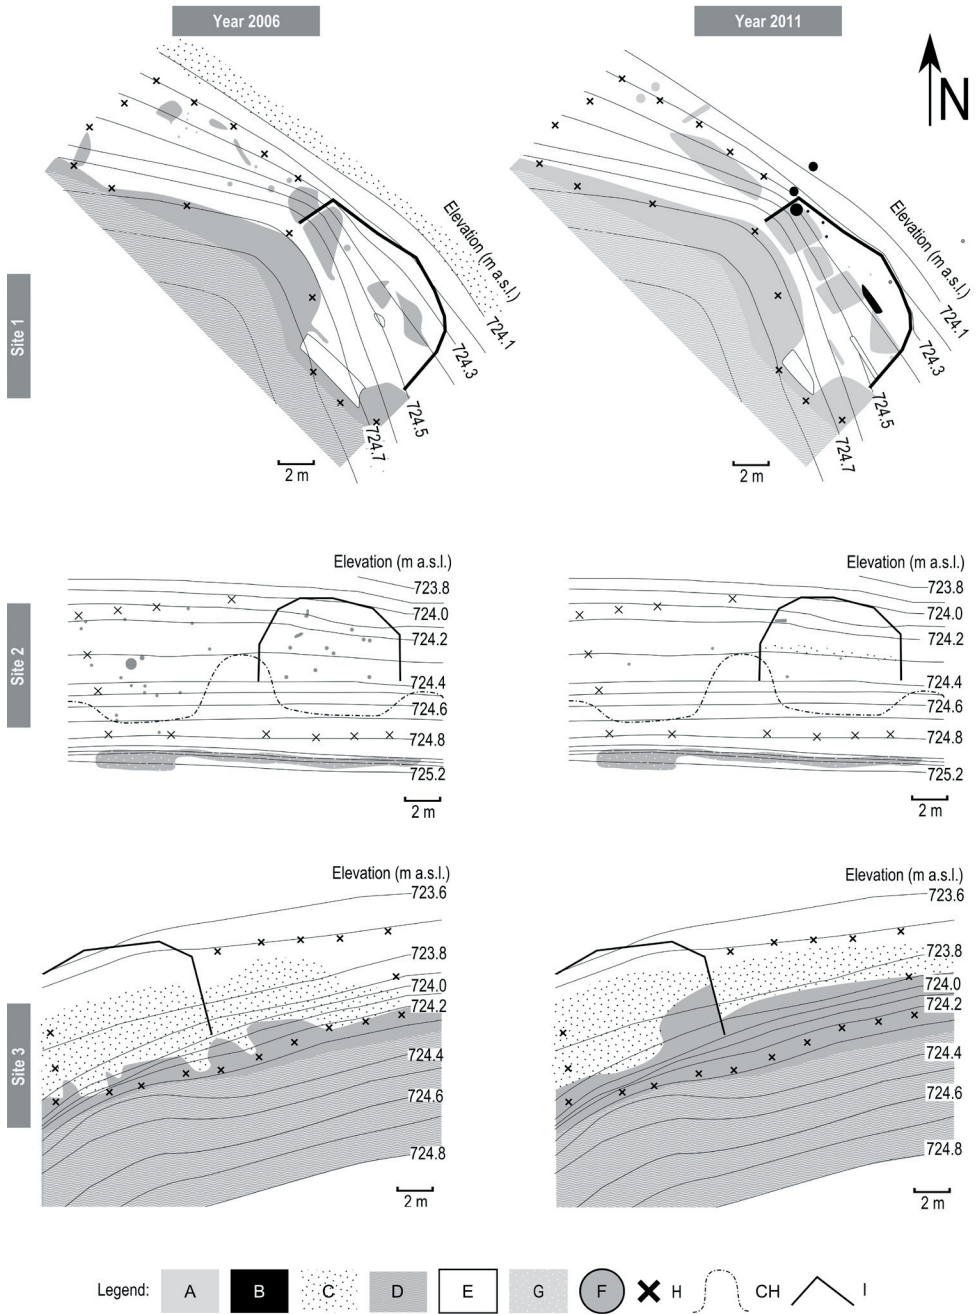 Year 2006
Year 2011
N
Site 1
Elevation (m a.s.l.)
724.1
724.3
724.5
724.7
2 m
Elevation (m a.s.l.)
724.1
724.3
724.5
724.7
2 m
Site 2
Elevation (m a.s.l.)
723.8
724.0
724.2
724.4
724.6
724.8
725.2
2 m
Elevation (m a.s.l.)
723.8
724.0
724.2
724.4
724.6
724.8
725.2
2 m
Site 3
Elevation (m a.s.l.)
723.6
723.8
724.0
724.2
724.4
724.6
724.8
2 m
Elevation (m a.s.l.)
723.6
723.8
724.0
724.2
724.4
724.6
724.8
2 m
Legend: A B C D E G F H CH I